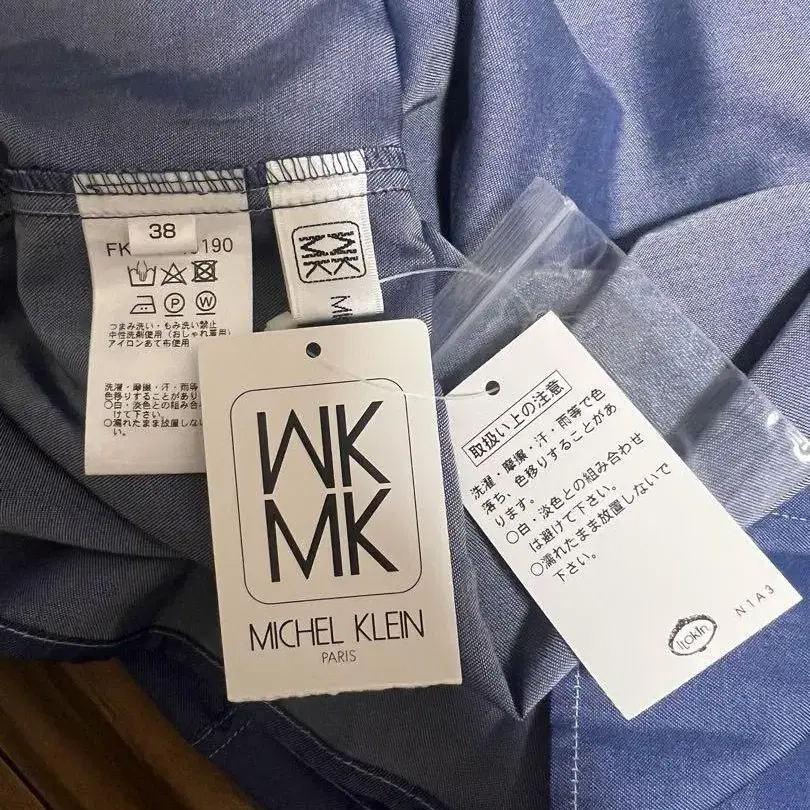 38
FK
190
つまみ洗い・もみ洗い禁止
中性洗剤使用(おしゃれ着用)
アイロンあて布使用
洗濯・摩擦・汗・雨等
色移りすることがあり
○白・淡色との組み合わ
けて下さい。
○濡れたまま放置しない
い。
MK
MK
MICHEL KLEIN
PARIS
取扱い上の注意
洗濯・摩擦・汗・雨等で色
落ち、色移りすることがあ
ります。
○白・淡色との組み合わせ
は避けて下さい。
○濡れたまま放置しないで
下さい。
itokin
N1A3